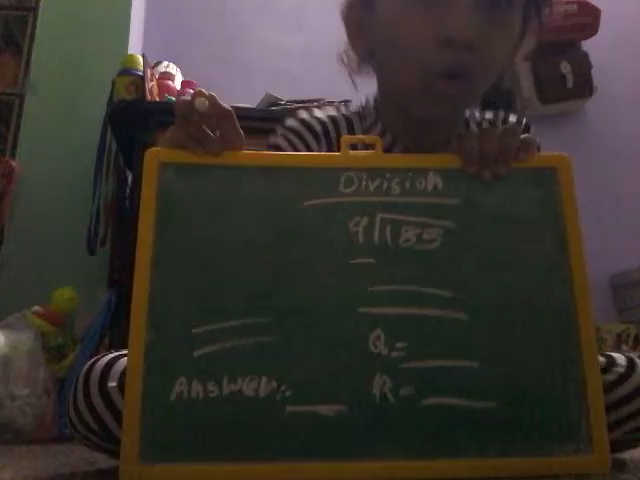 Division
9)185
Q=
R=
Answer:-